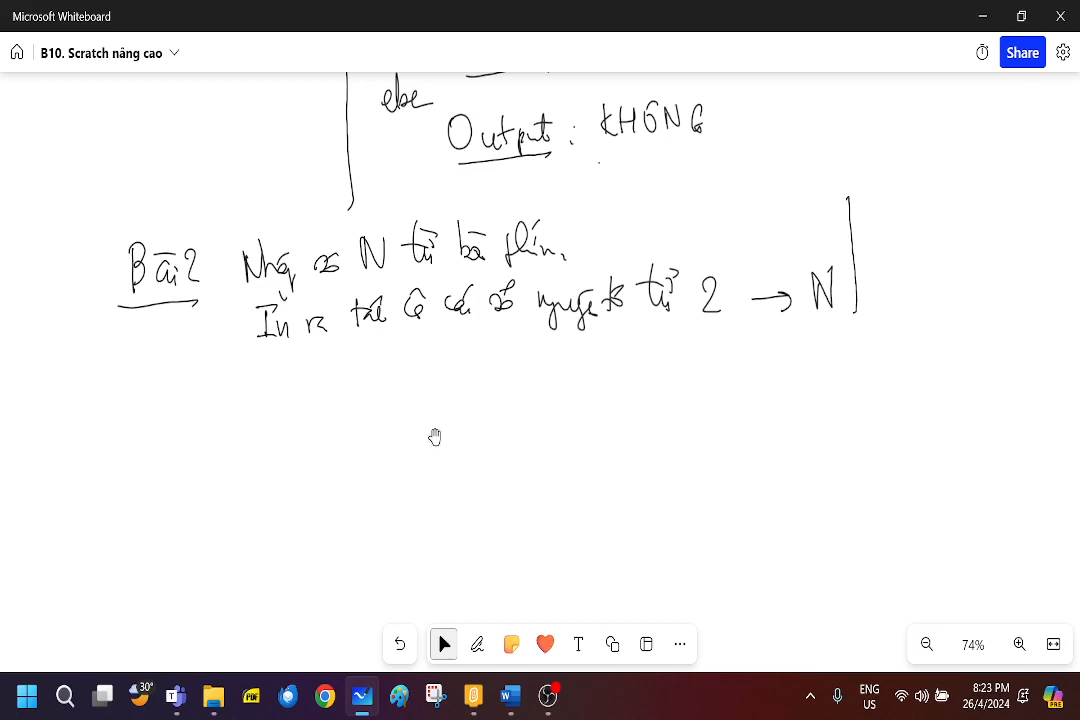 Microsoft Whiteboard
B10. Scratch nâng cao
Share
else
Output : KHÔNG
Bài 2 Nhập số N từ bàn phím.
In ra tất cả các số nguyên tố từ 2 → N
74%
30°
ENG
US
8:23 PM
26/4/2024